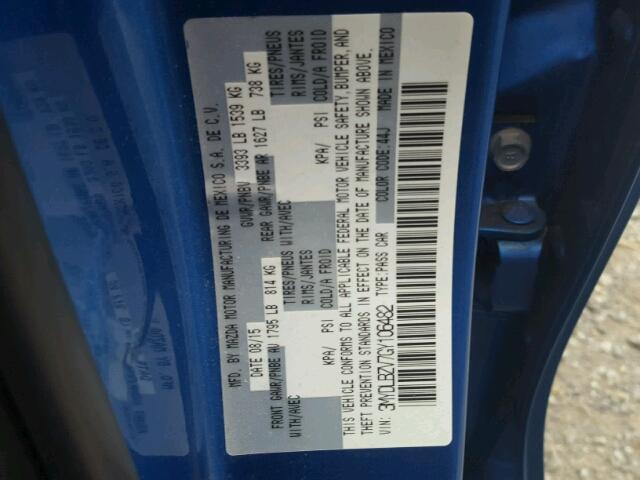 MFD. BY MAZDA MOTOR MANUFACTURING DE MEXICO S.A. DE C.V.
DATE 09/15 GVWR/PNBV 3393 LB 1539 KG
FRONT GAWR/PNBE AV 1795 LB 814 KG REAR GAWR/PNBE AR 1627 LB 738 KG
WITH/AVEC TIRES/PNEUS WITH/AVEC TIRES/PNEUS
RIMS/JANTES RIMS/JANTES
KPA/ PSI COLD/A FROID KPA/ PSI COLD/A FROID
THIS VEHICLE CONFORMS TO ALL APPLICABLE FEDERAL MOTOR VEHICLE SAFETY, BUMPER, AND
THEFT PREVENTION STANDARDS IN EFFECT ON THE DATE OF MANUFACTURE SHOWN ABOVE.
VIN: 3MYDLBZV7GY106482 TYPE:PASS CAR COLOR CODE:44J MADE IN MEXICO